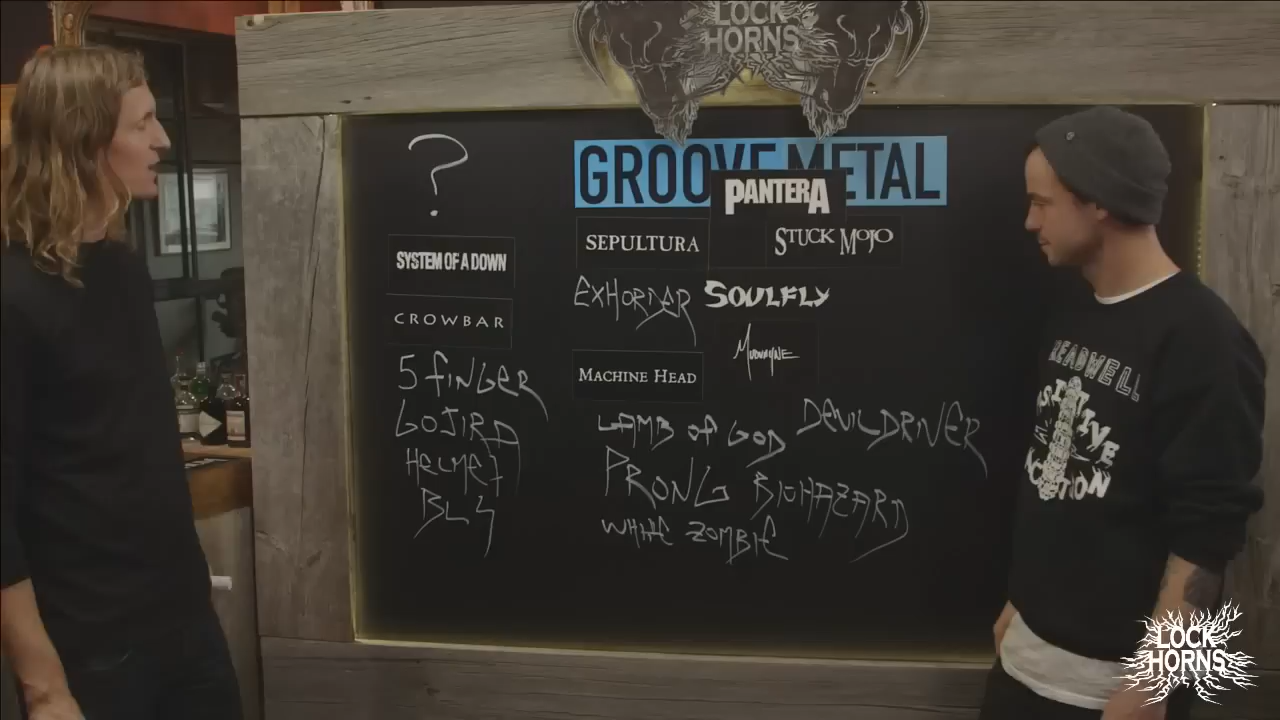 LOCK
HORNS
?
GROOVE METAL
PANTERA
SYSTEM OF A DOWN
SEPULTURA
STUCK MOJO
CROWBAR
EXHORDER
SOULFLY
MUDVAYNE
MACHINE HEAD
5 FINGER
GOJIRA
HELMET
BLS
LAMB OF GOD
DEVILDRIVER
PRONG
BIOHAZARD
WHITE ZOMBIE
LOCK
HORNS